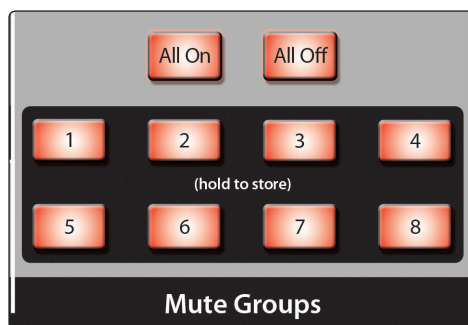 All On All Off
1 2 3 4
(hold to store)
5 6 7 8
Mute Groups